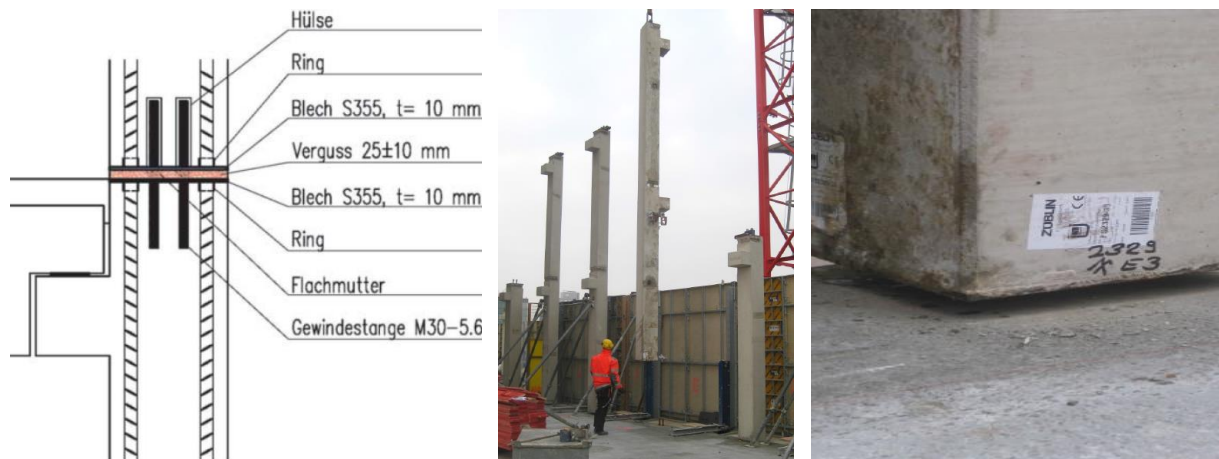 Hülse
Ring
Blech S355, t= 10 mm
Verguss 25±10 mm
Blech S355, t= 10 mm
Ring
Flachmutter
Gewindestange M30-5.6
ZÜBLIN
CE
2329
E3